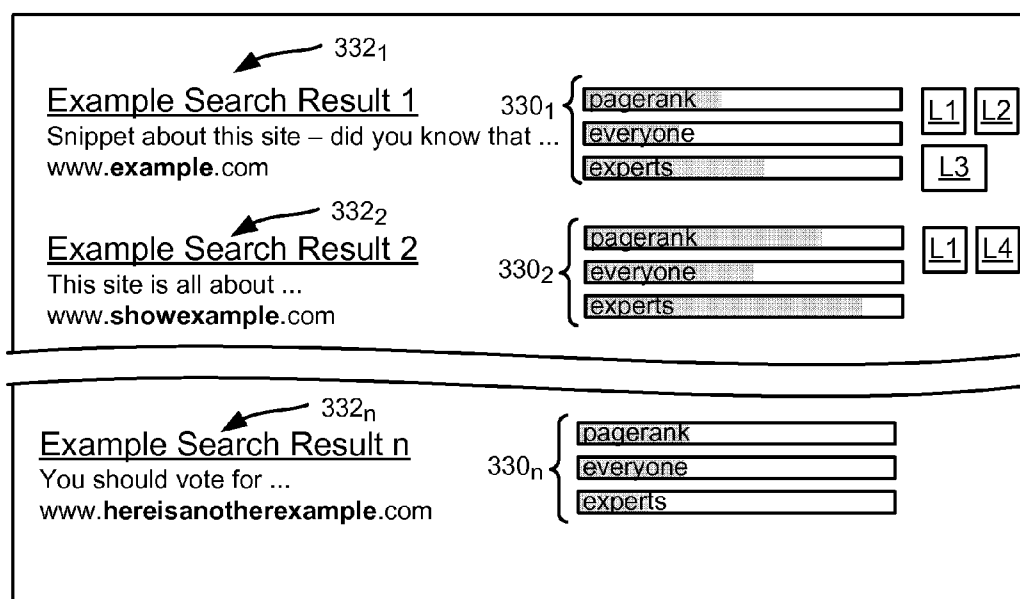 332₁
Example Search Result 1
Snippet about this site – did you know that ...
www.example.com
330₁
pagerank
everyone
experts
L1 L2
L3
332₂
Example Search Result 2
This site is all about ...
www.showexample.com
330₂
pagerank
everyone
experts
L1 L4
332ₙ
Example Search Result n
You should vote for ...
www.hereisanotherexample.com
330ₙ
pagerank
everyone
experts